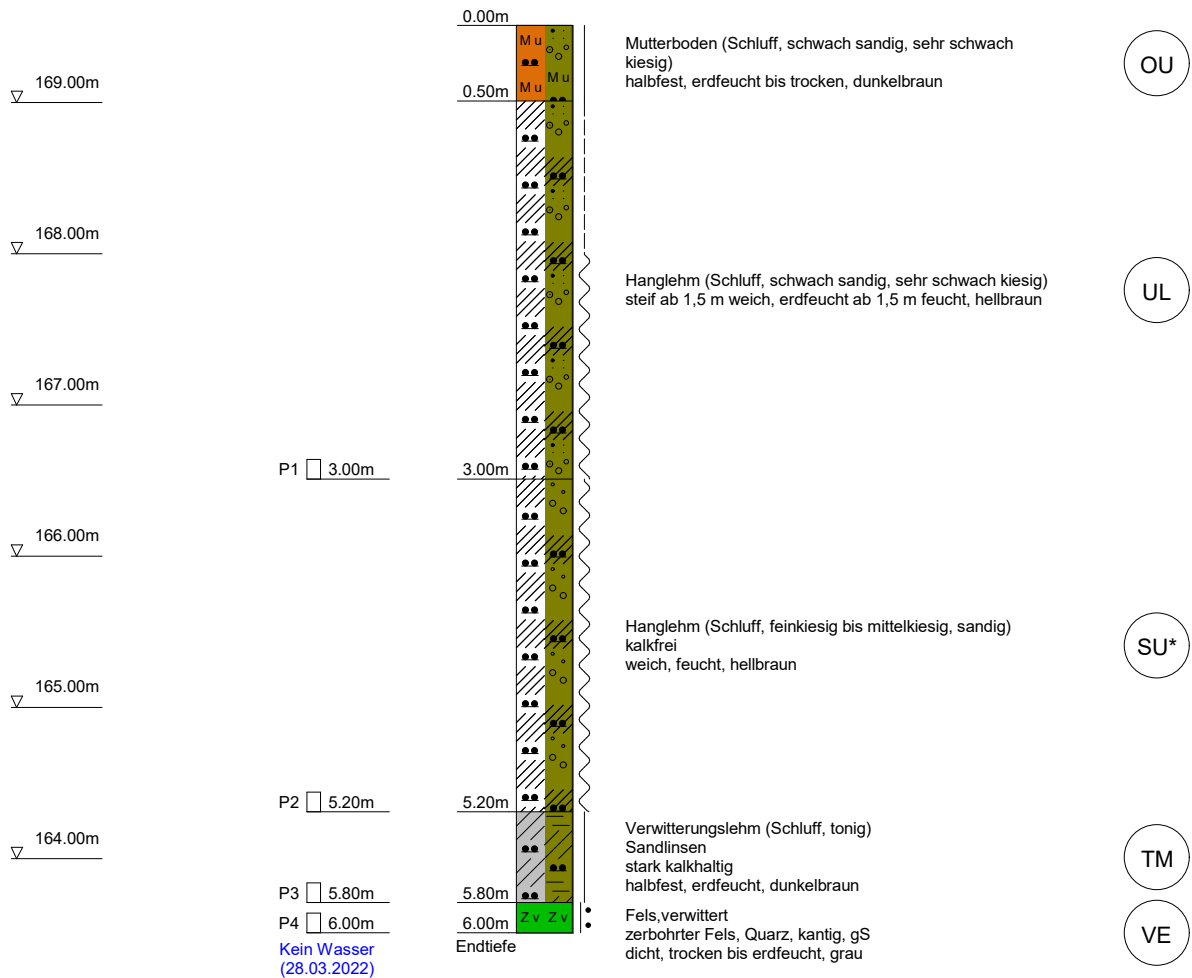 0.00m
M u
M u
M u
Mutterboden (Schluff, schwach sandig, sehr schwach
kiesig)
halbfest, erdfeucht bis trocken, dunkelbraun
OU
169.00m
0.50m
168.00m
Hanglehm (Schluff, schwach sandig, sehr schwach kiesig)
steif ab 1,5 m weich, erdfeucht ab 1,5 m feucht, hellbraun
UL
167.00m
P1 3.00m
3.00m
166.00m
Hanglehm (Schluff, feinkiesig bis mittelkiesig, sandig)
kalkfrei
weich, feucht, hellbraun
SU*
165.00m
P2 5.20m
5.20m
164.00m
Verwitterungslehm (Schluff, tonig)
Sandlinsen
stark kalkhaltig
halbfest, erdfeucht, dunkelbraun
TM
P3 5.80m
5.80m
P4 6.00m
6.00m
Z v Z v
Fels,verwittert
zerbohrter Fels, Quarz, kantig, gS
dicht, trocken bis erdfeucht, grau
VE
Kein Wasser
(28.03.2022)
Endtiefe